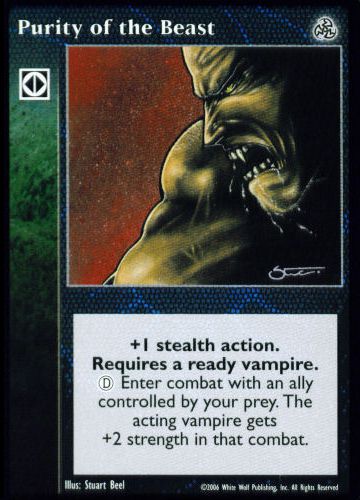 Purity of the Beast
+1 stealth action.
Requires a ready vampire.
Ⓓ Enter combat with an ally
controlled by your prey. The
acting vampire gets
+2 strength in that combat.
Illus: Stuart Beel
©2006 White Wolf Publishing, Inc. All Rights Reserved